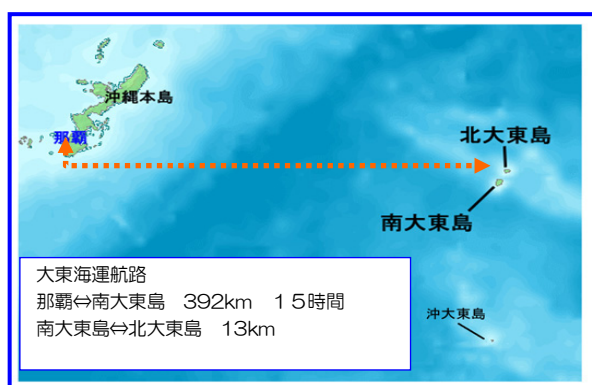 沖縄本島
那覇
北大東島
南大東島
大東海運航路
那覇⇔南大東島　392km　１５時間
南大東島⇔北大東島　13km
沖大東島